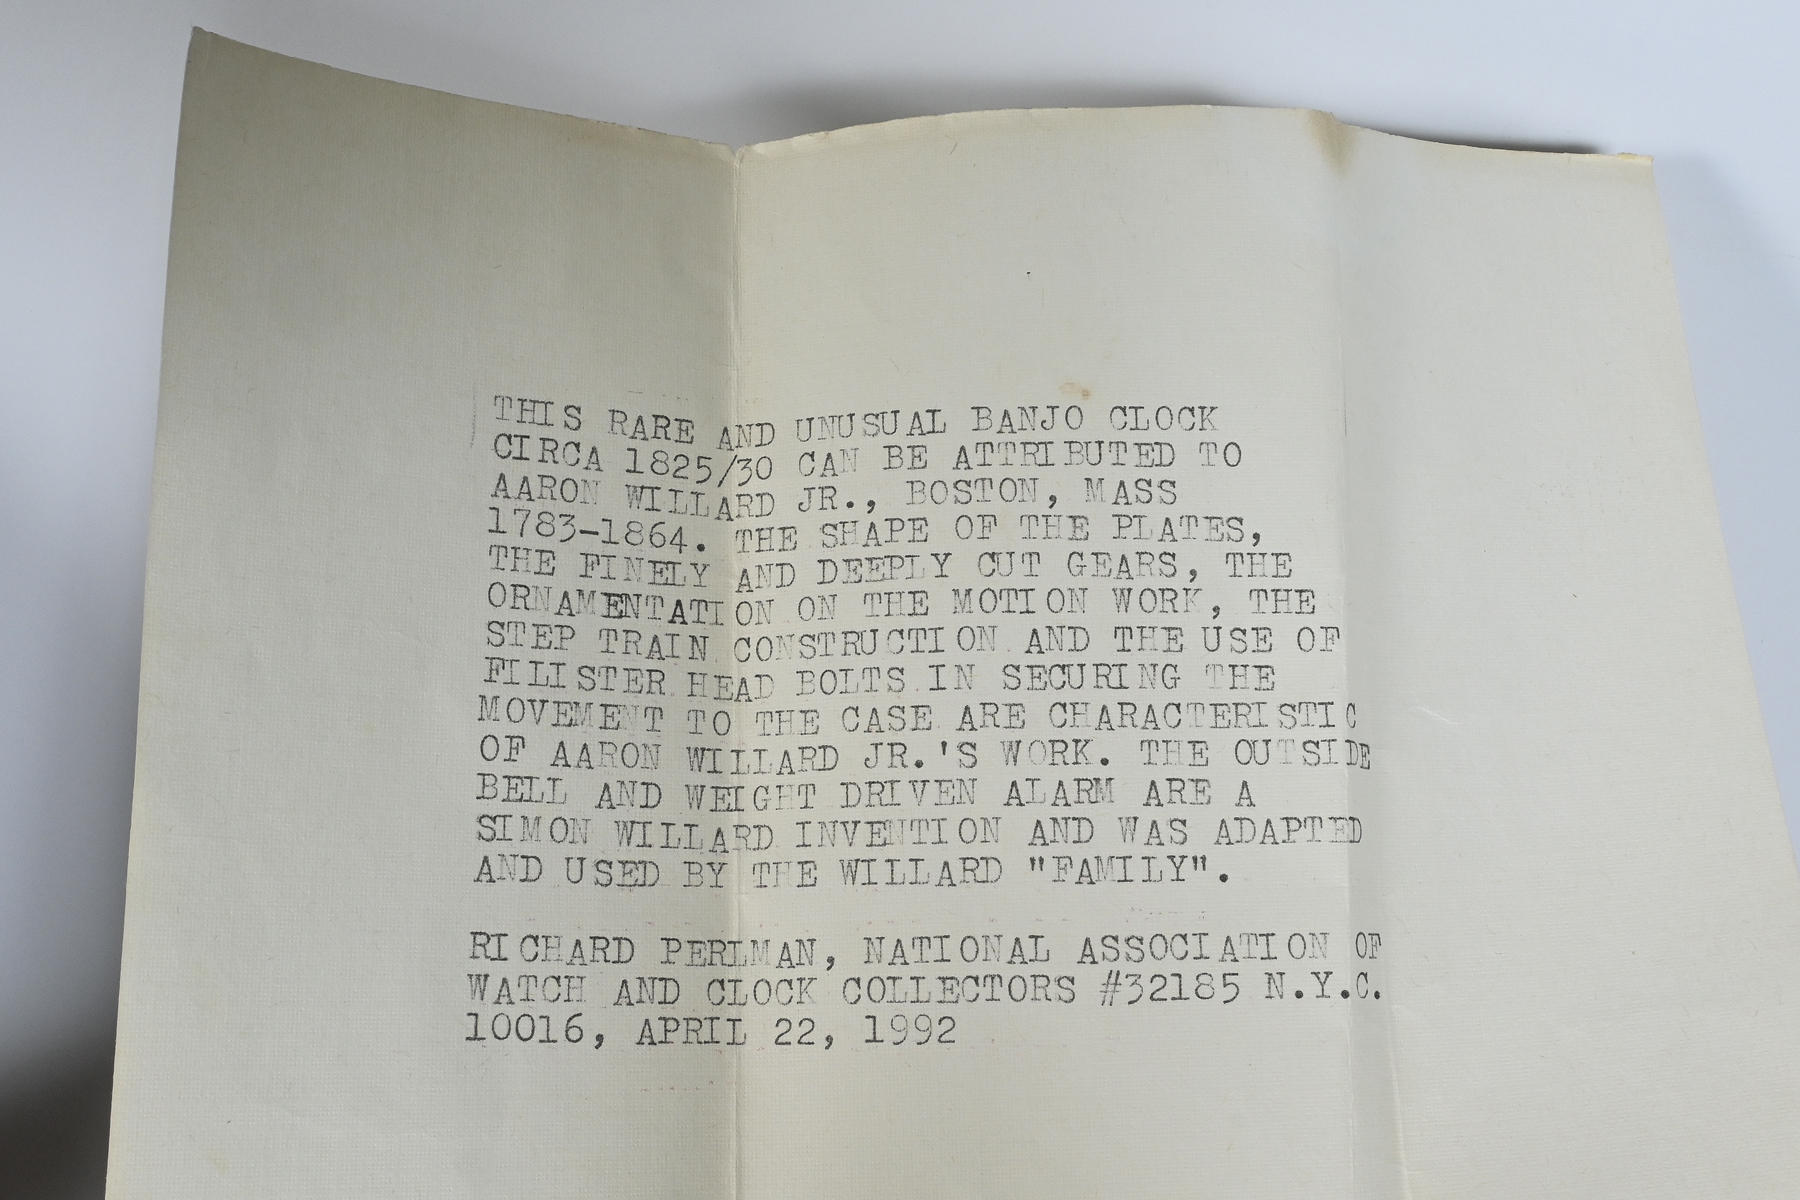 THIS RARE AND UNUSUAL BANJO CLOCK
CIRCA 1825/30 CAN BE ATTRIBUTED TO
AARON WILLARD JR., BOSTON, MASS
1783-1864. THE SHAPE OF THE PLATES,
THE FINELY AND DEEPLY CUT GEARS, THE
ORNAMENTATION ON THE MOTION WORK, THE
STEP TRAIN CONSTRUCTION AND THE USE OF
FILISTER HEAD BOLTS IN SECURING THE
MOVEMENT TO THE CASE ARE CHARACTERISTIC
OF AARON WILLARD JR.'S WORK. THE OUTSIDE
BELL AND WEIGHT DRIVEN ALARM ARE A
SIMON WILLARD INVENTION AND WAS ADAPTED
AND USED BY THE WILLARD "FAMILY".
RICHARD PERLMAN, NATIONAL ASSOCIATION OF
WATCH AND CLOCK COLLECTORS #32185 N.Y.C.
10016, APRIL 22, 1992